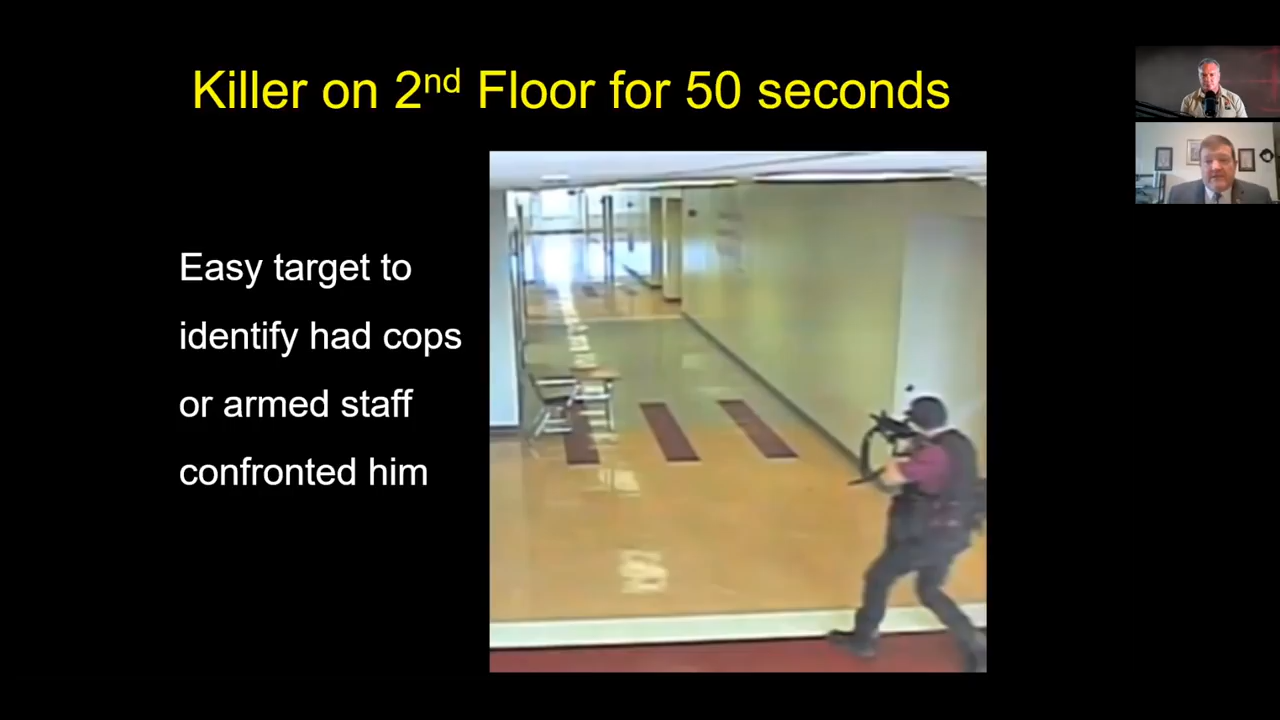 Killer on 2nd Floor for 50 seconds
Easy target to
identify had cops
or armed staff
confronted him